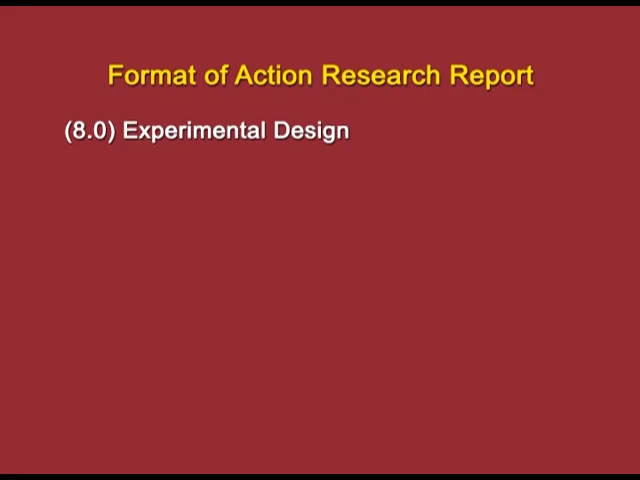 Format of Action Research Report
(8.0) Experimental Design